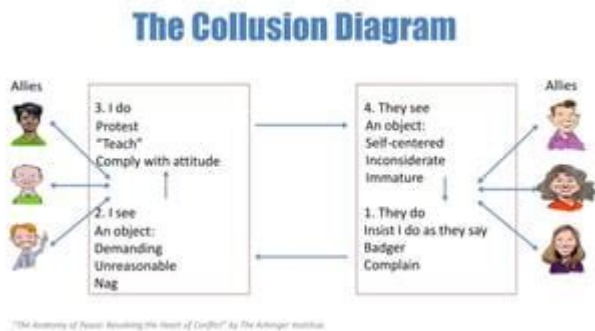 The Collusion Diagram
Allies
3. I do
Protest
"Teach"
Comply with attitude
2. I see
An object:
Demanding
Unreasonable
Nag
4. They see
An object:
Self-centered
Inconsiderate
Immature
1. They do
Insist I do as they say
Badger
Complain
Allies
"The Anatomy of Peace: Resolving the Heart of Conflict" by The Arbinger Institute